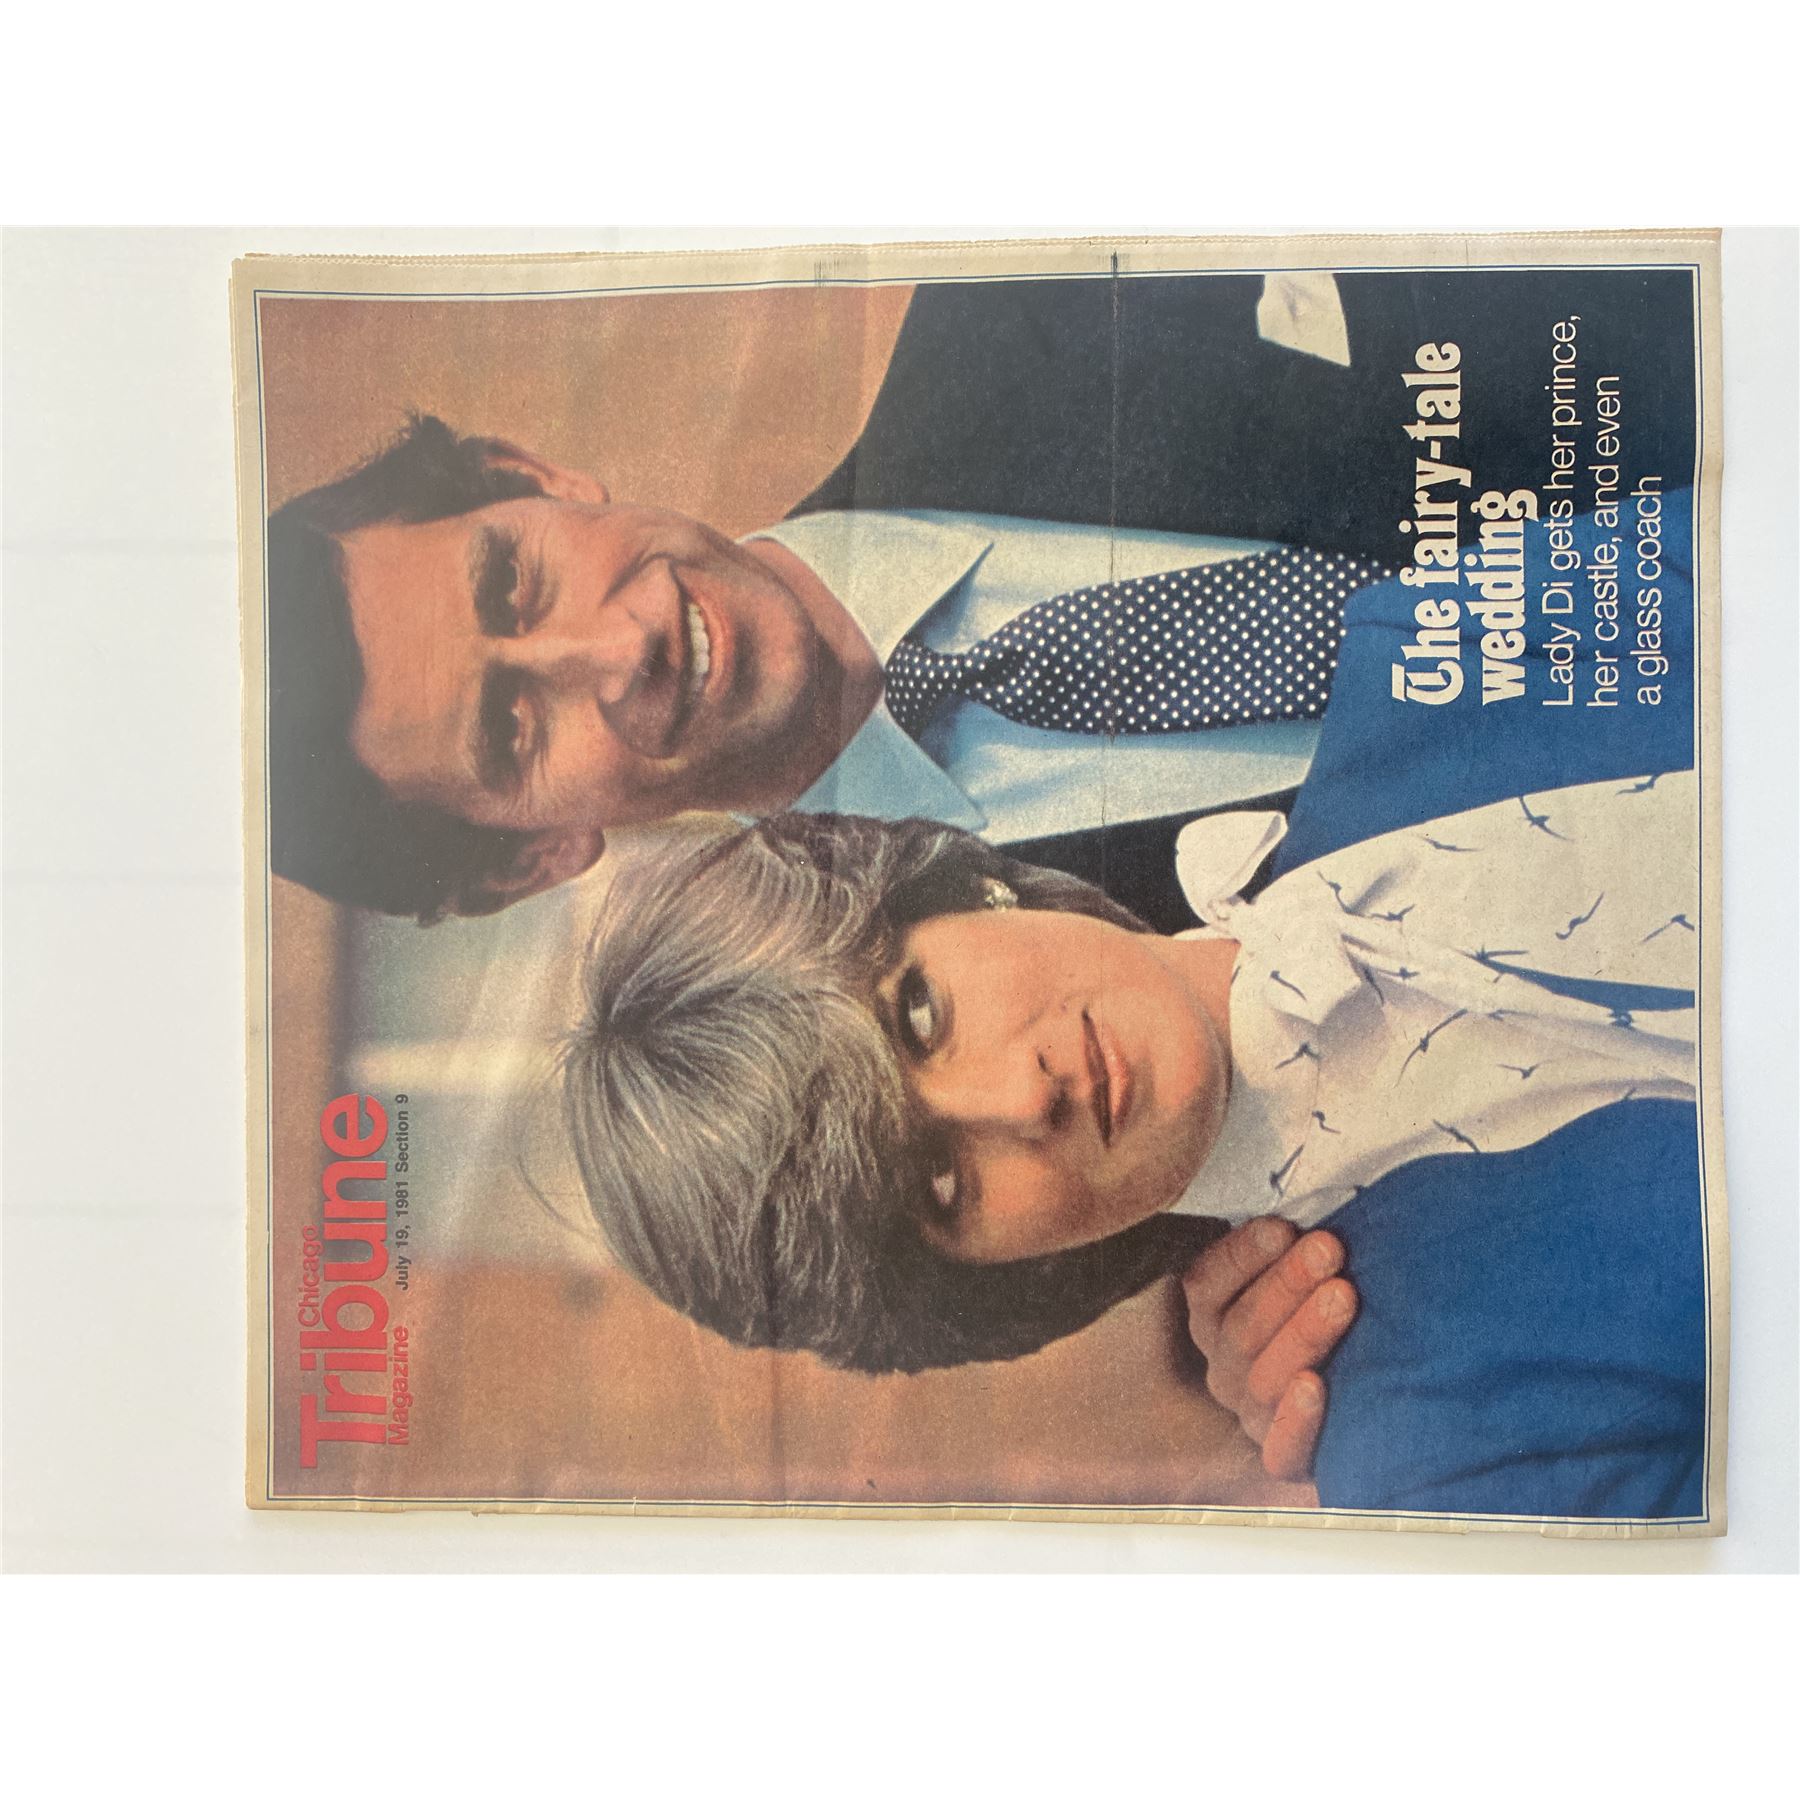 Chicago
Tribune
Magazine July 19, 1981 Section 9
The fairy-tale
wedding
Lady Di gets her prince,
her castle, and even
a glass coach